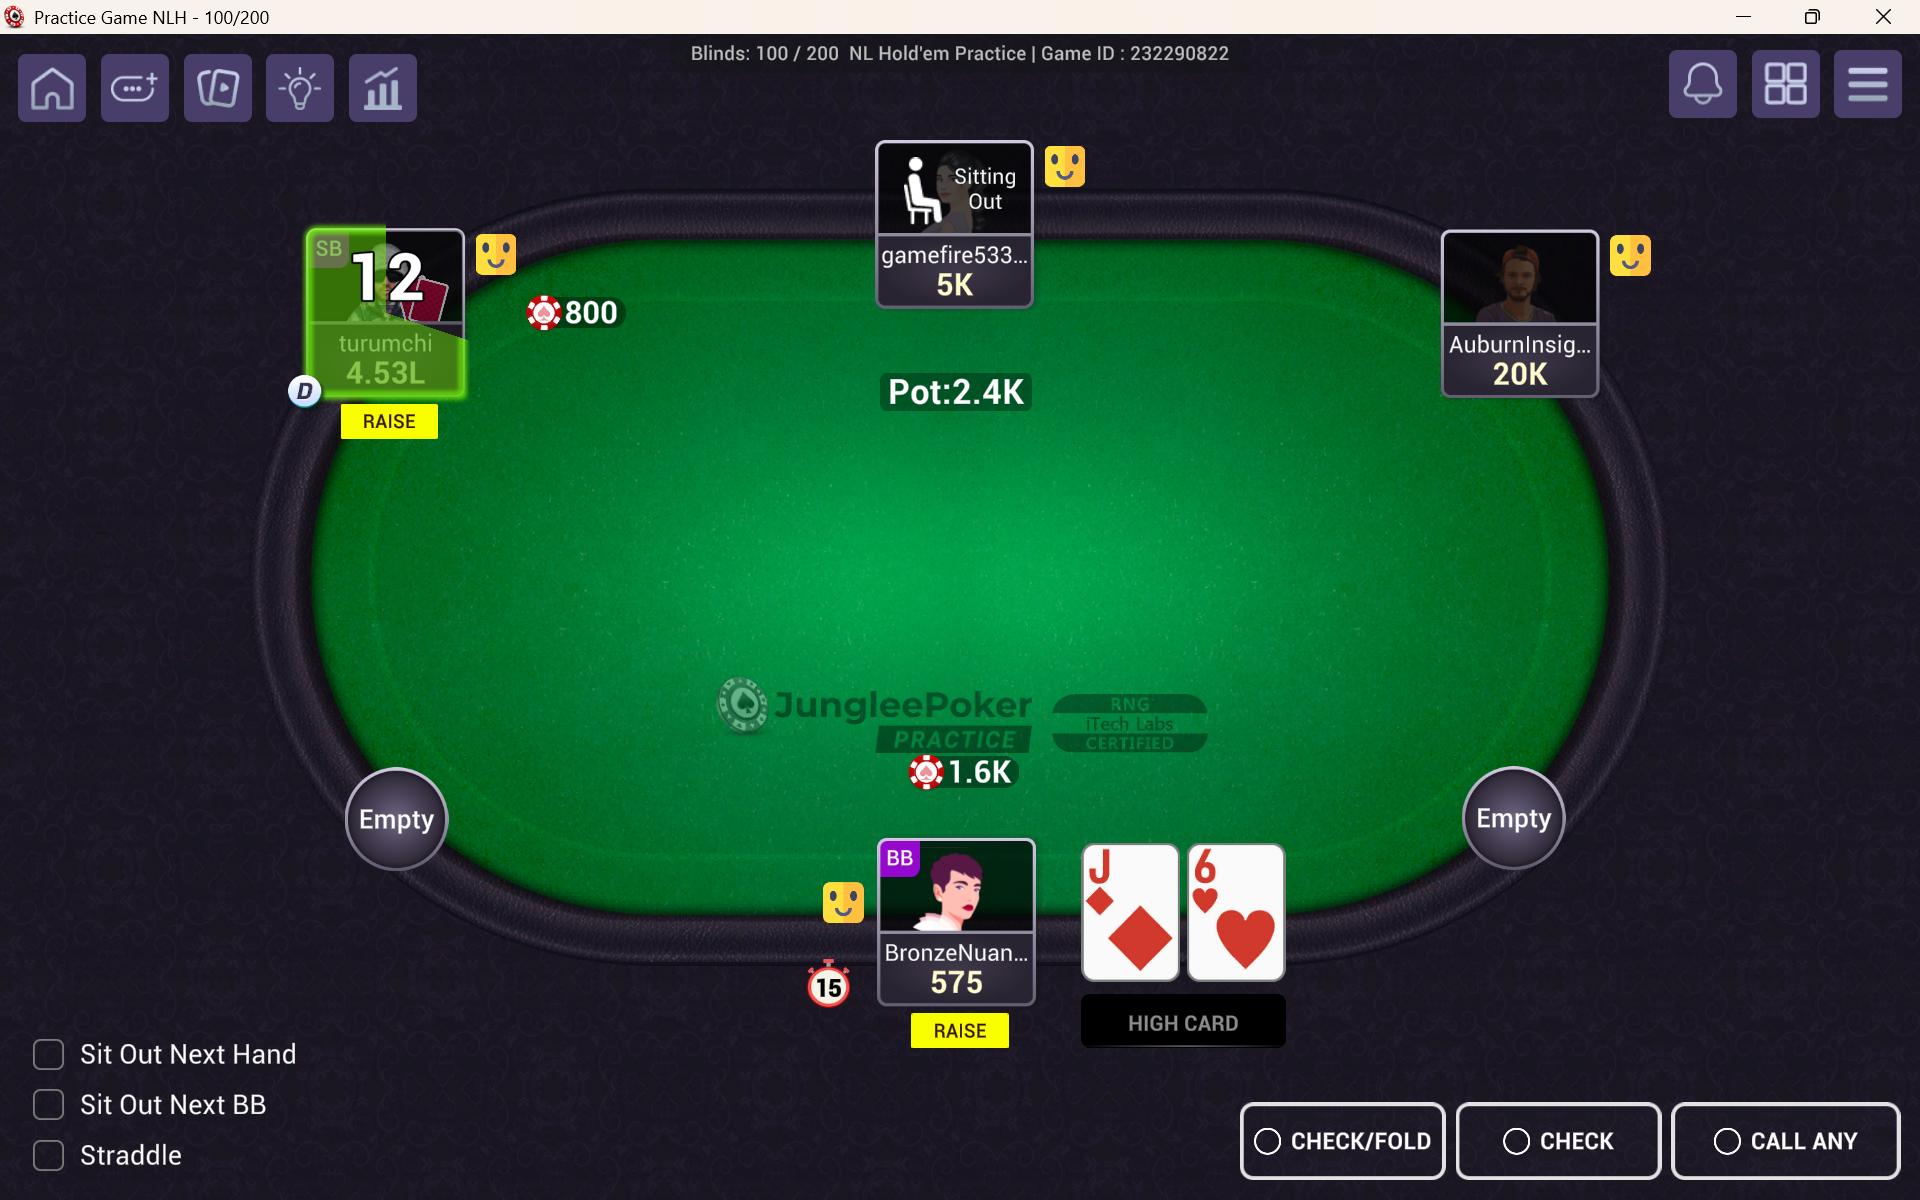 Practice Game NLH - 100/200
Blinds: 100 / 200 NL Hold'em Practice | Game ID : 232290822
Sitting
Out
gamefire533...
5K
SB
12
turumchi
4.53L
D
RAISE
800
AuburnInsig...
20K
Pot:2.4K
JungleePoker
PRACTICE
RNG
iTech Labs
CERTIFIED
1.6K
Empty
Empty
BB
BronzeNuan...
575
15
RAISE
J
6
HIGH CARD
Sit Out Next Hand
Sit Out Next BB
Straddle
CHECK/FOLD
CHECK
CALL ANY